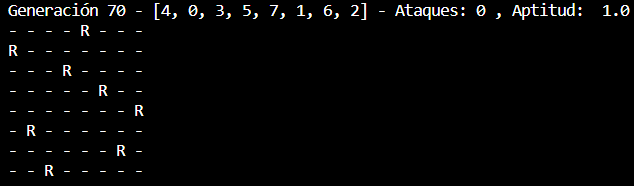 Generación 70 - [4, 0, 3, 5, 7, 1, 6, 2] - Ataques: 0 , Aptitud:  1.0
- - - - R - - -
R - - - - - - -
- - - R - - - -
- - - - - R - -
- - - - - - - R
- R - - - - - -
- - - - - - R -
- - R - - - - -